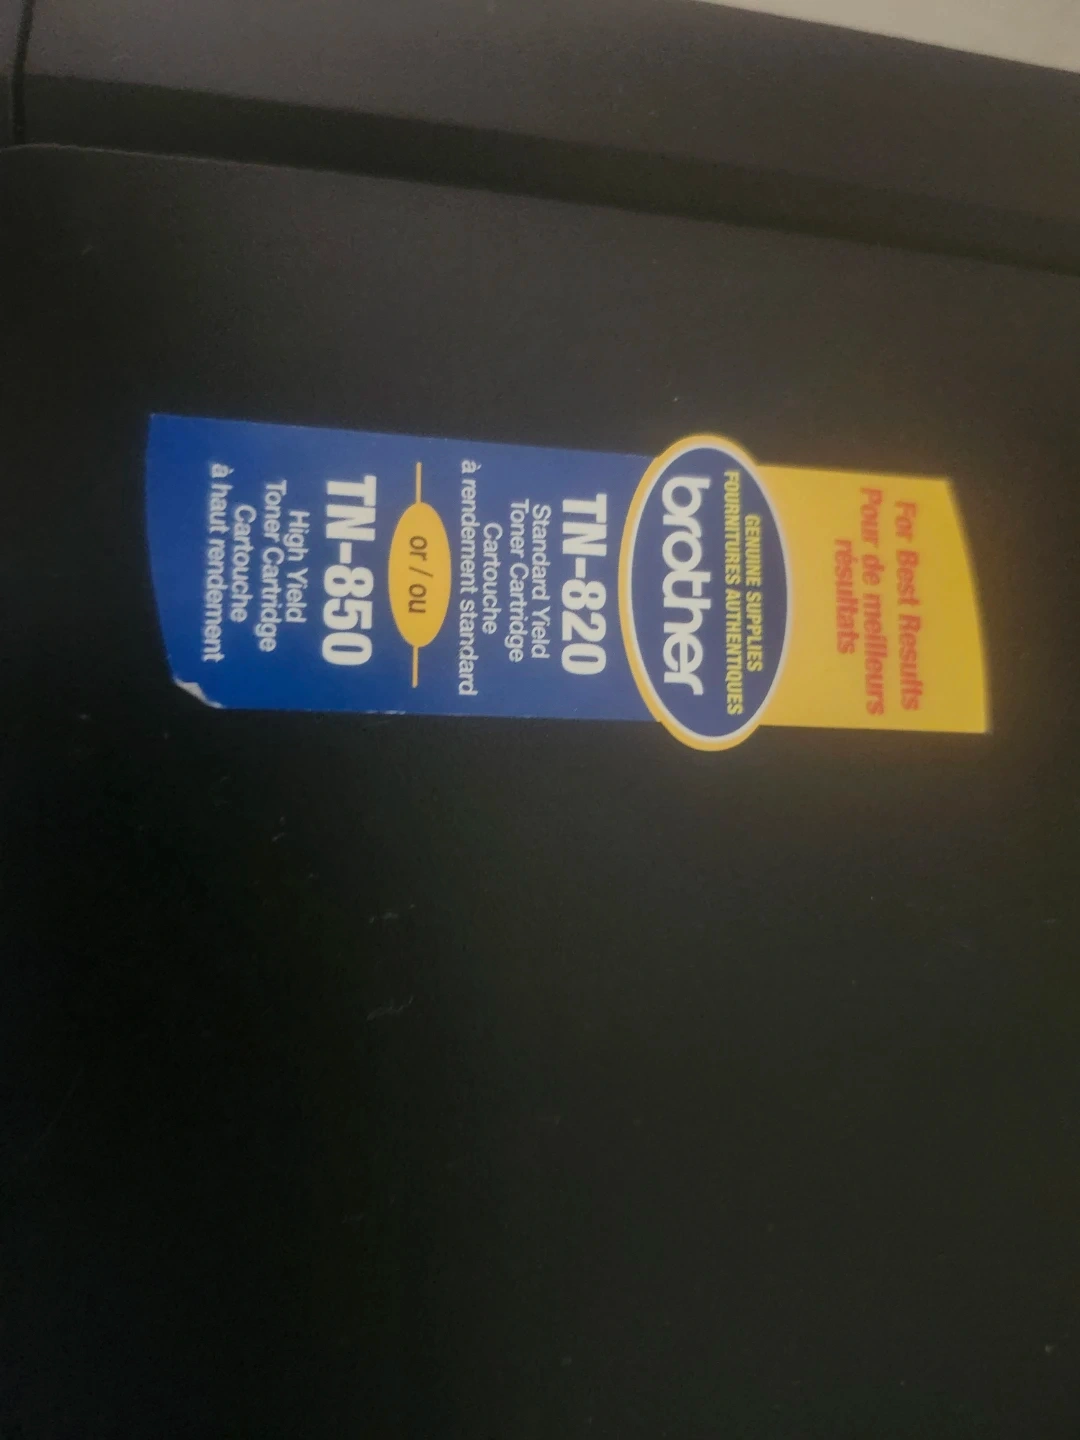 For Best Results
Pour de meilleurs
résultats
GENUINE SUPPLIES
FOURNITURES AUTHENTIQUES
brother
TN-820
Standard Yield
Toner Cartridge
Cartouche
à rendement standard
or / ou
TN-850
High Yield
Toner Cartridge
Cartouche
à haut rendement